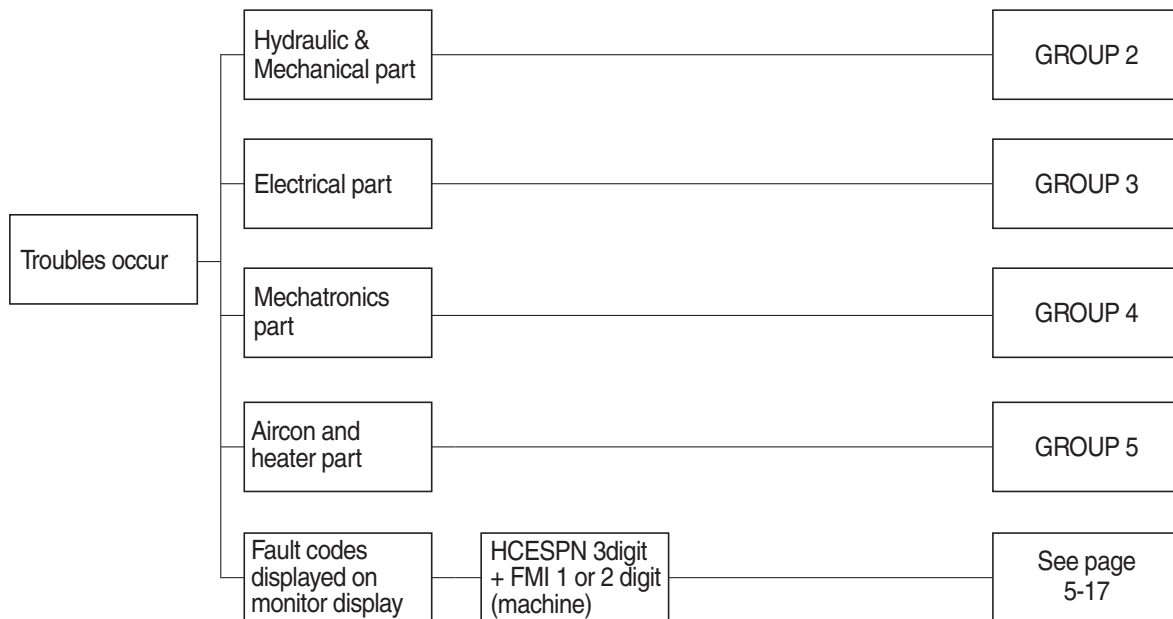 Hydraulic &
Mechanical part
GROUP 2
Electrical part
GROUP 3
Troubles occur
Mechatronics
part
GROUP 4
Aircon and
heater part
GROUP 5
Fault codes
displayed on
monitor display
HCESPN 3digit
+ FMI 1 or 2 digit
(machine)
See page
5-17